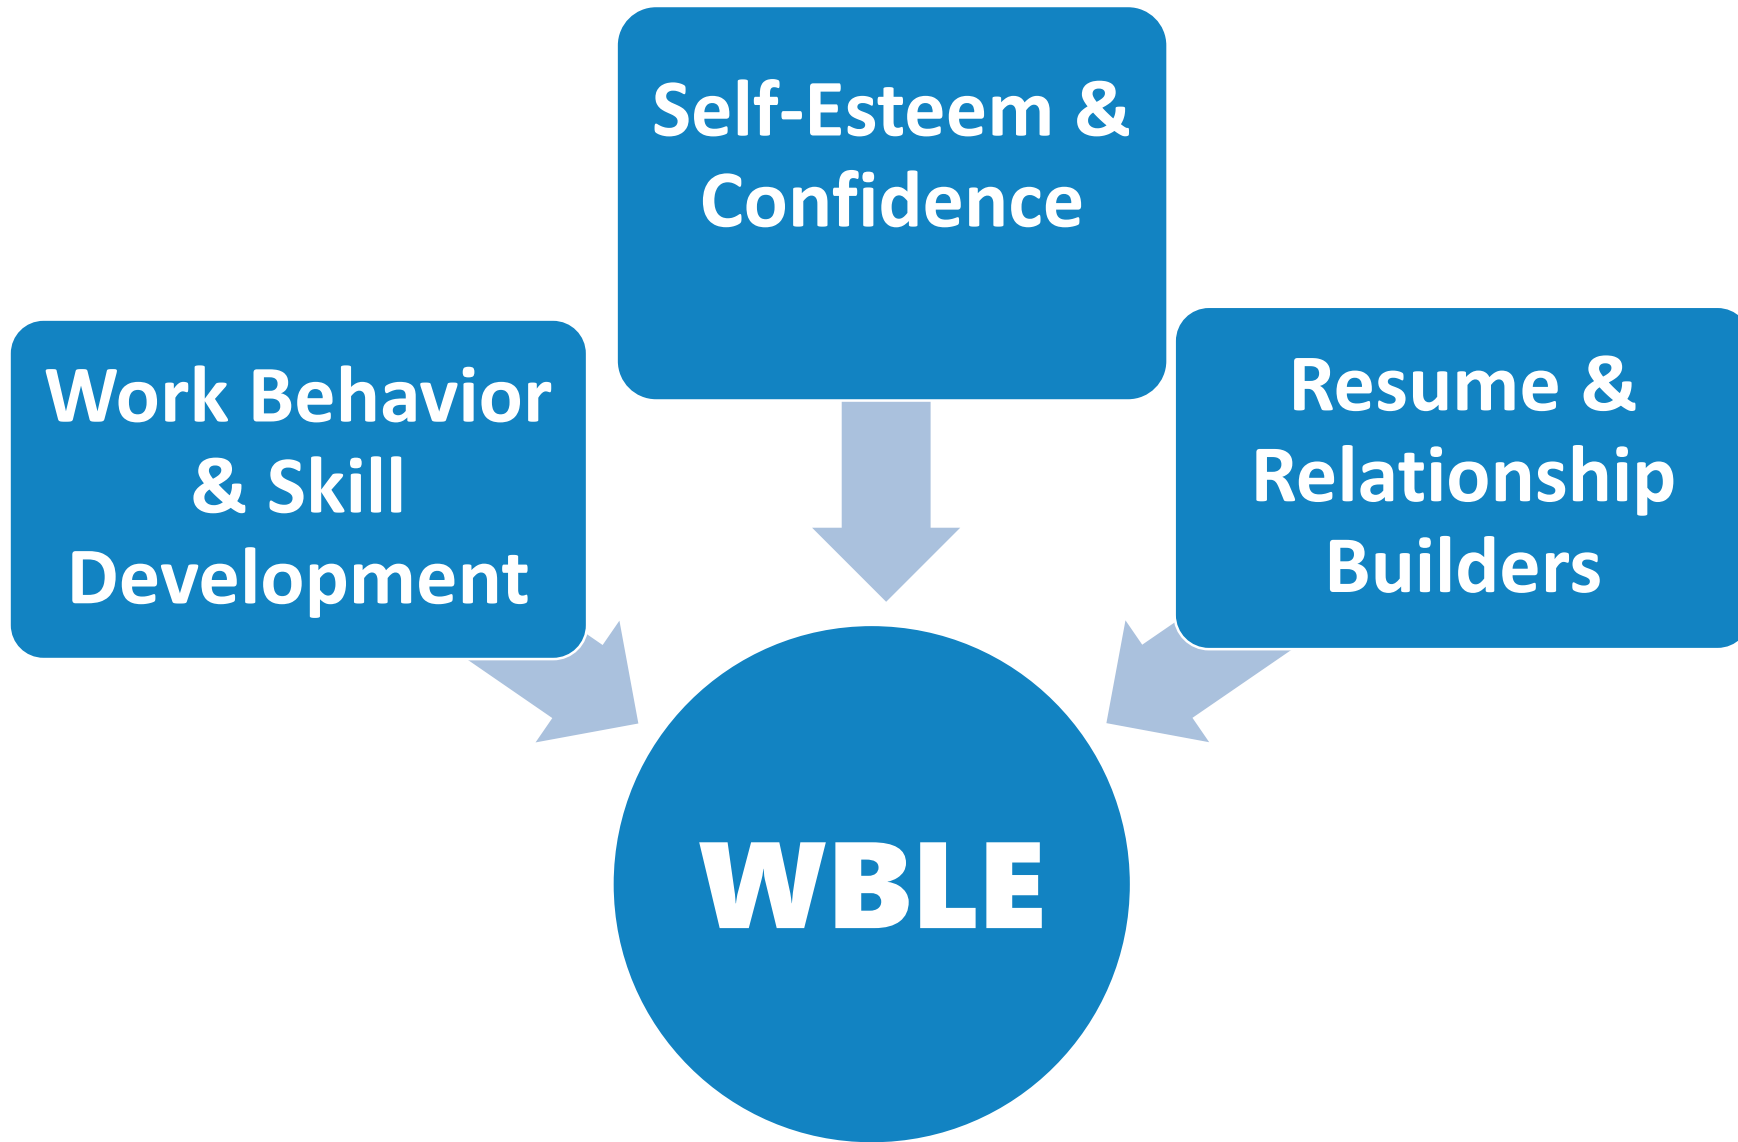 Self-Esteem &
Confidence
Work Behavior
& Skill
Development
Resume &
Relationship
Builders
WBLE